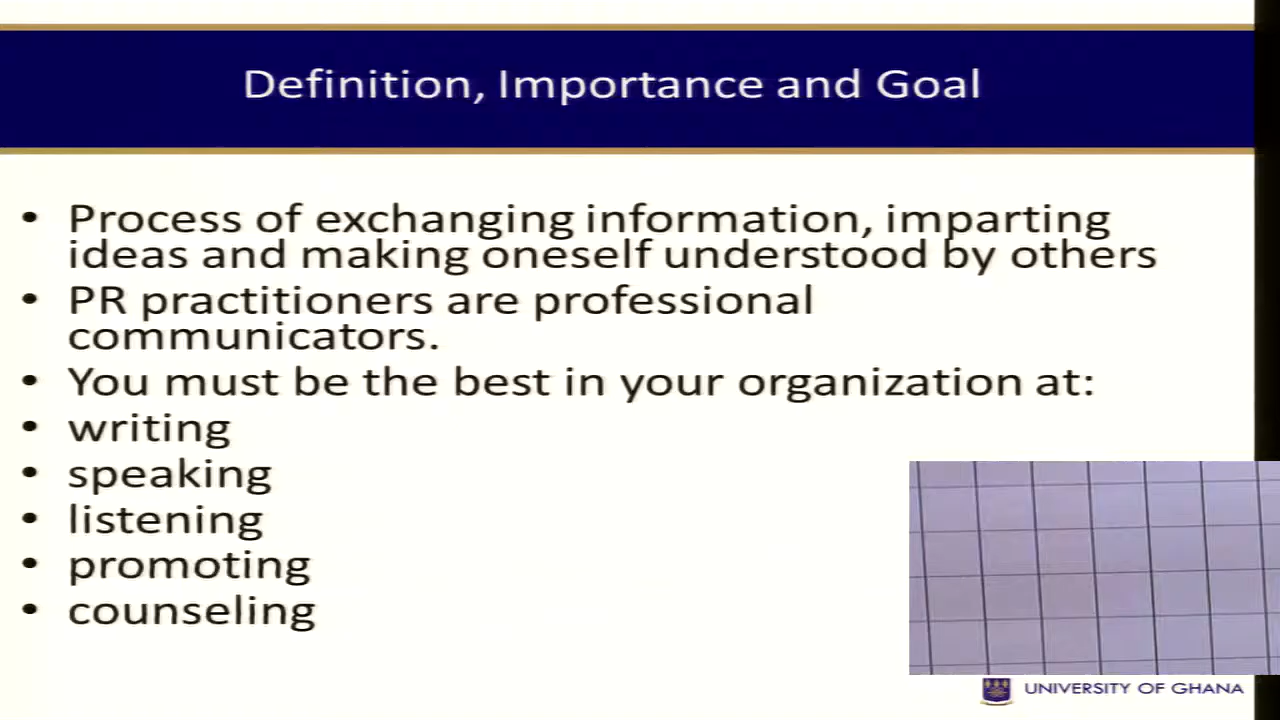 Definition, Importance and Goal
• Process of exchanging information, imparting
ideas and making oneself understood by others
• PR practitioners are professional
communicators.
• You must be the best in your organization at:
• writing
• speaking
• listening
• promoting
• counseling
UNIVERSITY OF GHANA